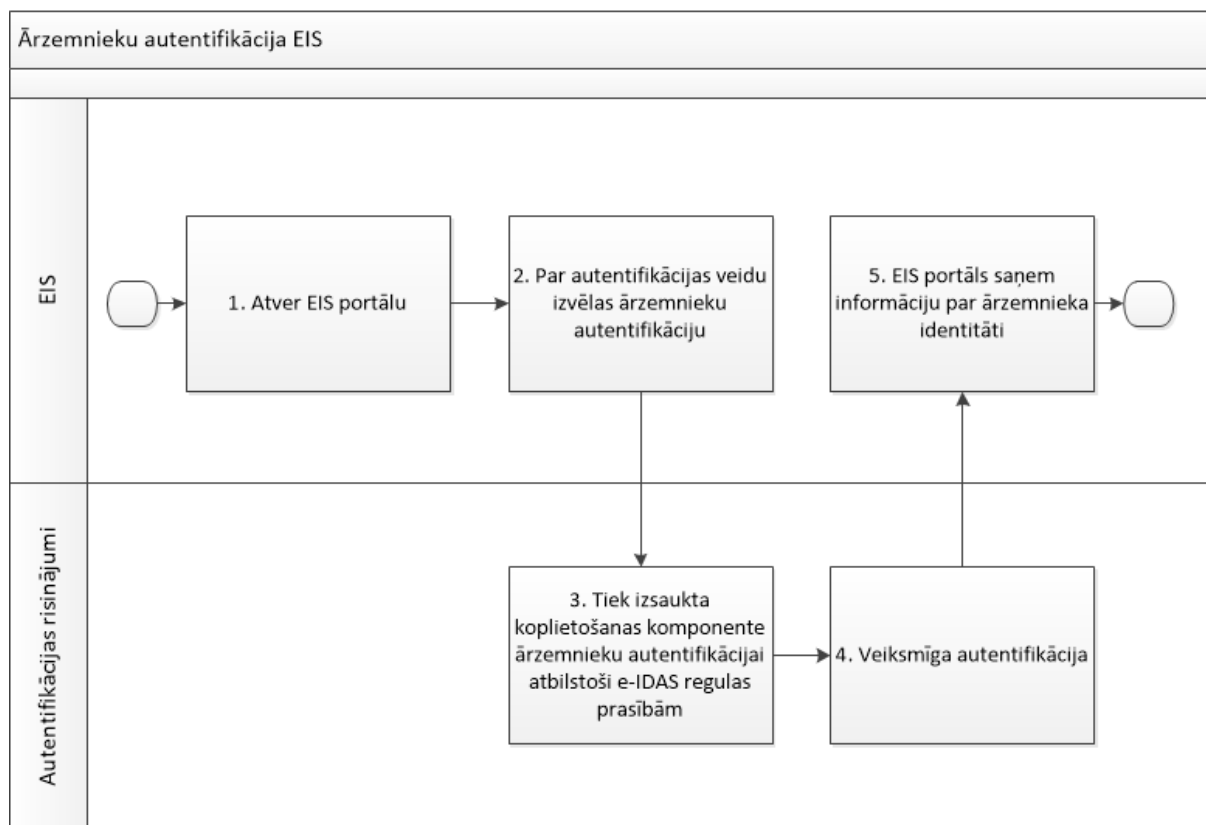 Ārzemnieku autentifikācija EIS
EIS
1. Atver EIS portālu
2. Par autentifikācijas veidu
izvēlas ārzemnieku
autentifikāciju
5. EIS portāls saņem
informāciju par ārzemnieka
identitāti
Autentifikācijas risinājumi
3. Tiek izsaukta
koplietošanas komponente
ārzemnieku autentifikācijai
atbilstoši e-IDAS regulas
prasībām
4. Veiksmīga autentifikācija